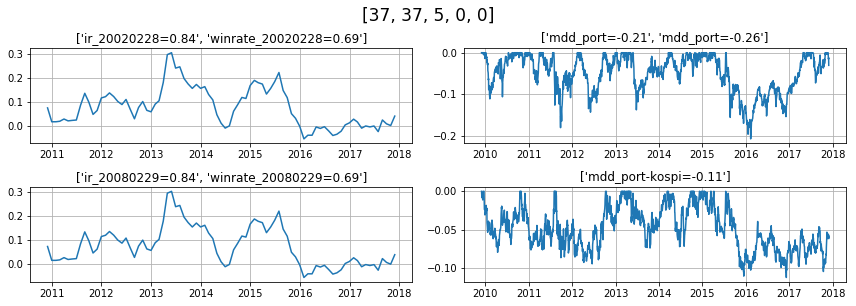 [37, 37, 5, 0, 0]
['ir_20020228=0.84', 'winrate_20020228=0.69']
0.3
0.2
0.1
0.0
2011 2012 2013 2014 2015 2016 2017 2018
['mdd_port=-0.21', 'mdd_port=-0.26']
0.0
−0.1
−0.2
2010 2011 2012 2013 2014 2015 2016 2017 2018
['ir_20080229=0.84', 'winrate_20080229=0.69']
0.3
0.2
0.1
0.0
2011 2012 2013 2014 2015 2016 2017 2018
['mdd_port-kospi=-0.11']
0.00
−0.05
−0.10
2010 2011 2012 2013 2014 2015 2016 2017 2018